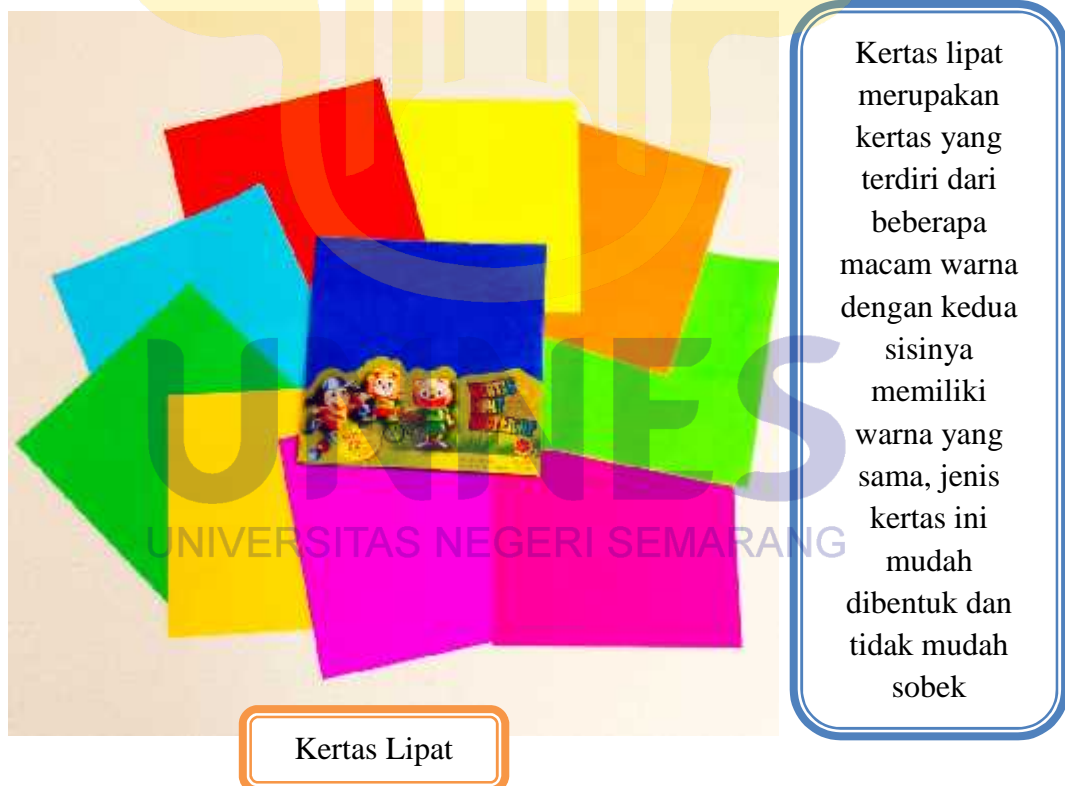 Kertas lipat
merupakan
kertas yang
terdiri dari
beberapa
macam warna
dengan kedua
sisinya
memiliki
warna yang
sama, jenis
kertas ini
mudah
dibentuk dan
tidak mudah
sobek
UNNES
UNIVERSITAS NEGERI SEMARANG
Kertas Lipat